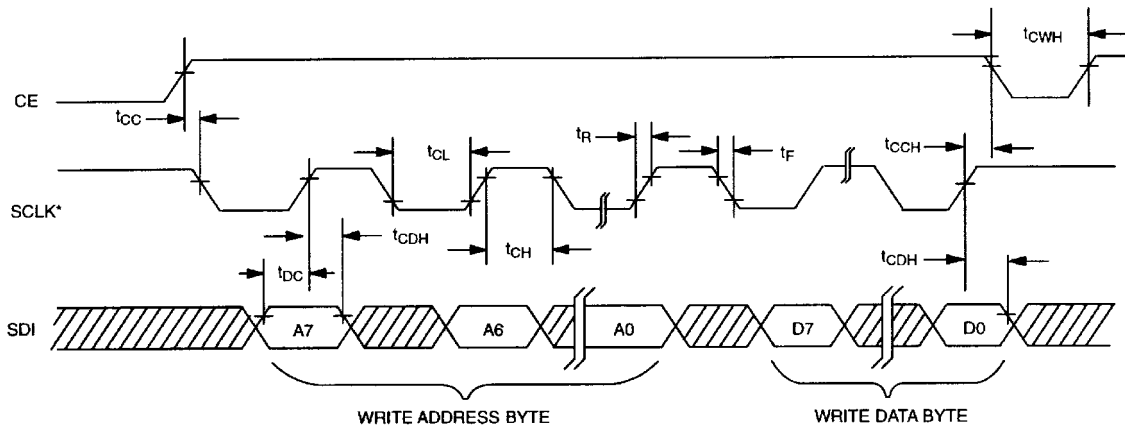 tCWH
CE
tCC
tR
tF
tCCH
tCL
SCLK*
tCDH
tCH
tCDH
tDC
SDI
A7
A6
A0
D7
D0
WRITE ADDRESS BYTE
WRITE DATA BYTE